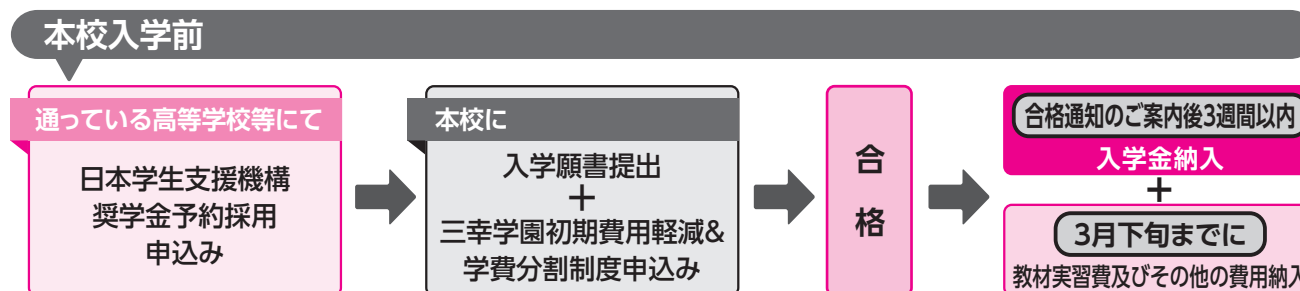 本校入学前
通っている高等学校等にて
日本学生支援機構
奨学金予約採用
申込み
本校に
入学願書提出
+
三幸学園初期費用軽減&
学費分割制度申込み
合
格
合格通知のご案内後3週間以内
入学金納入
+
3月下旬までに
教材実習費及びその他の費用納入